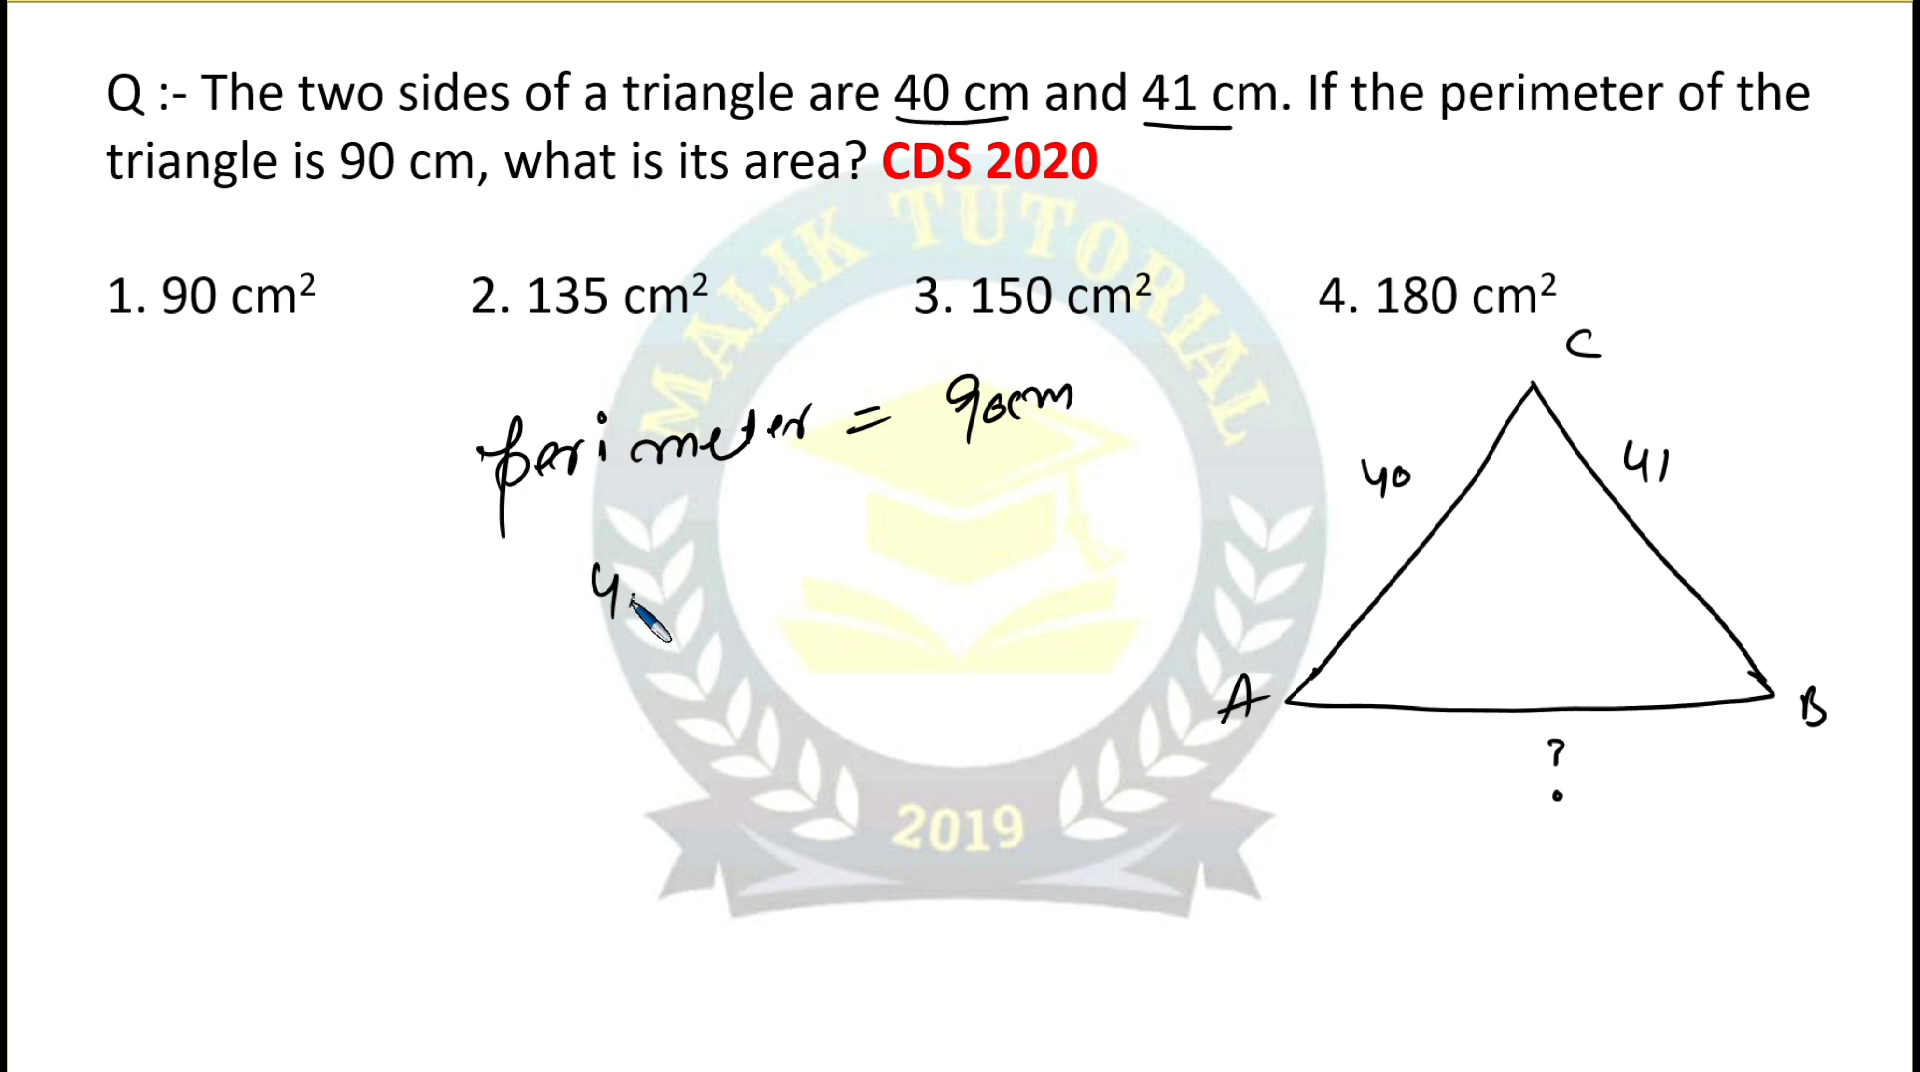 Q :- The two sides of a triangle are 40 cm and 41 cm. If the perimeter of the
triangle is 90 cm, what is its area? CDS 2020
MALIK TUTORIAL
1. 90 cm² 2. 135 cm² 3. 150 cm² 4. 180 cm²
C
perimeter = 90cm
40 41
4
A B
?
2019